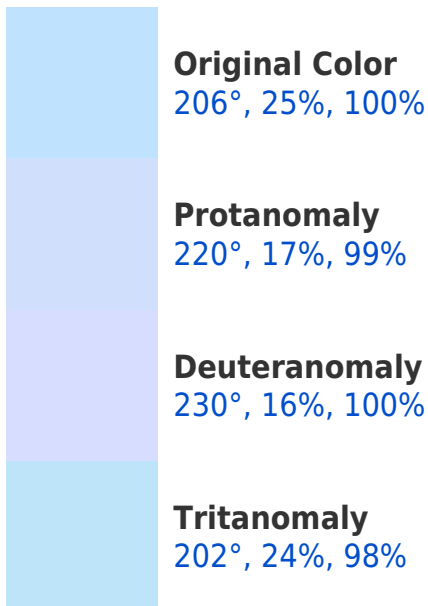 Original Color
206°, 25%, 100%
Protanomaly
220°, 17%, 99%
Deuteranomaly
230°, 16%, 100%
Tritanomaly
202°, 24%, 98%